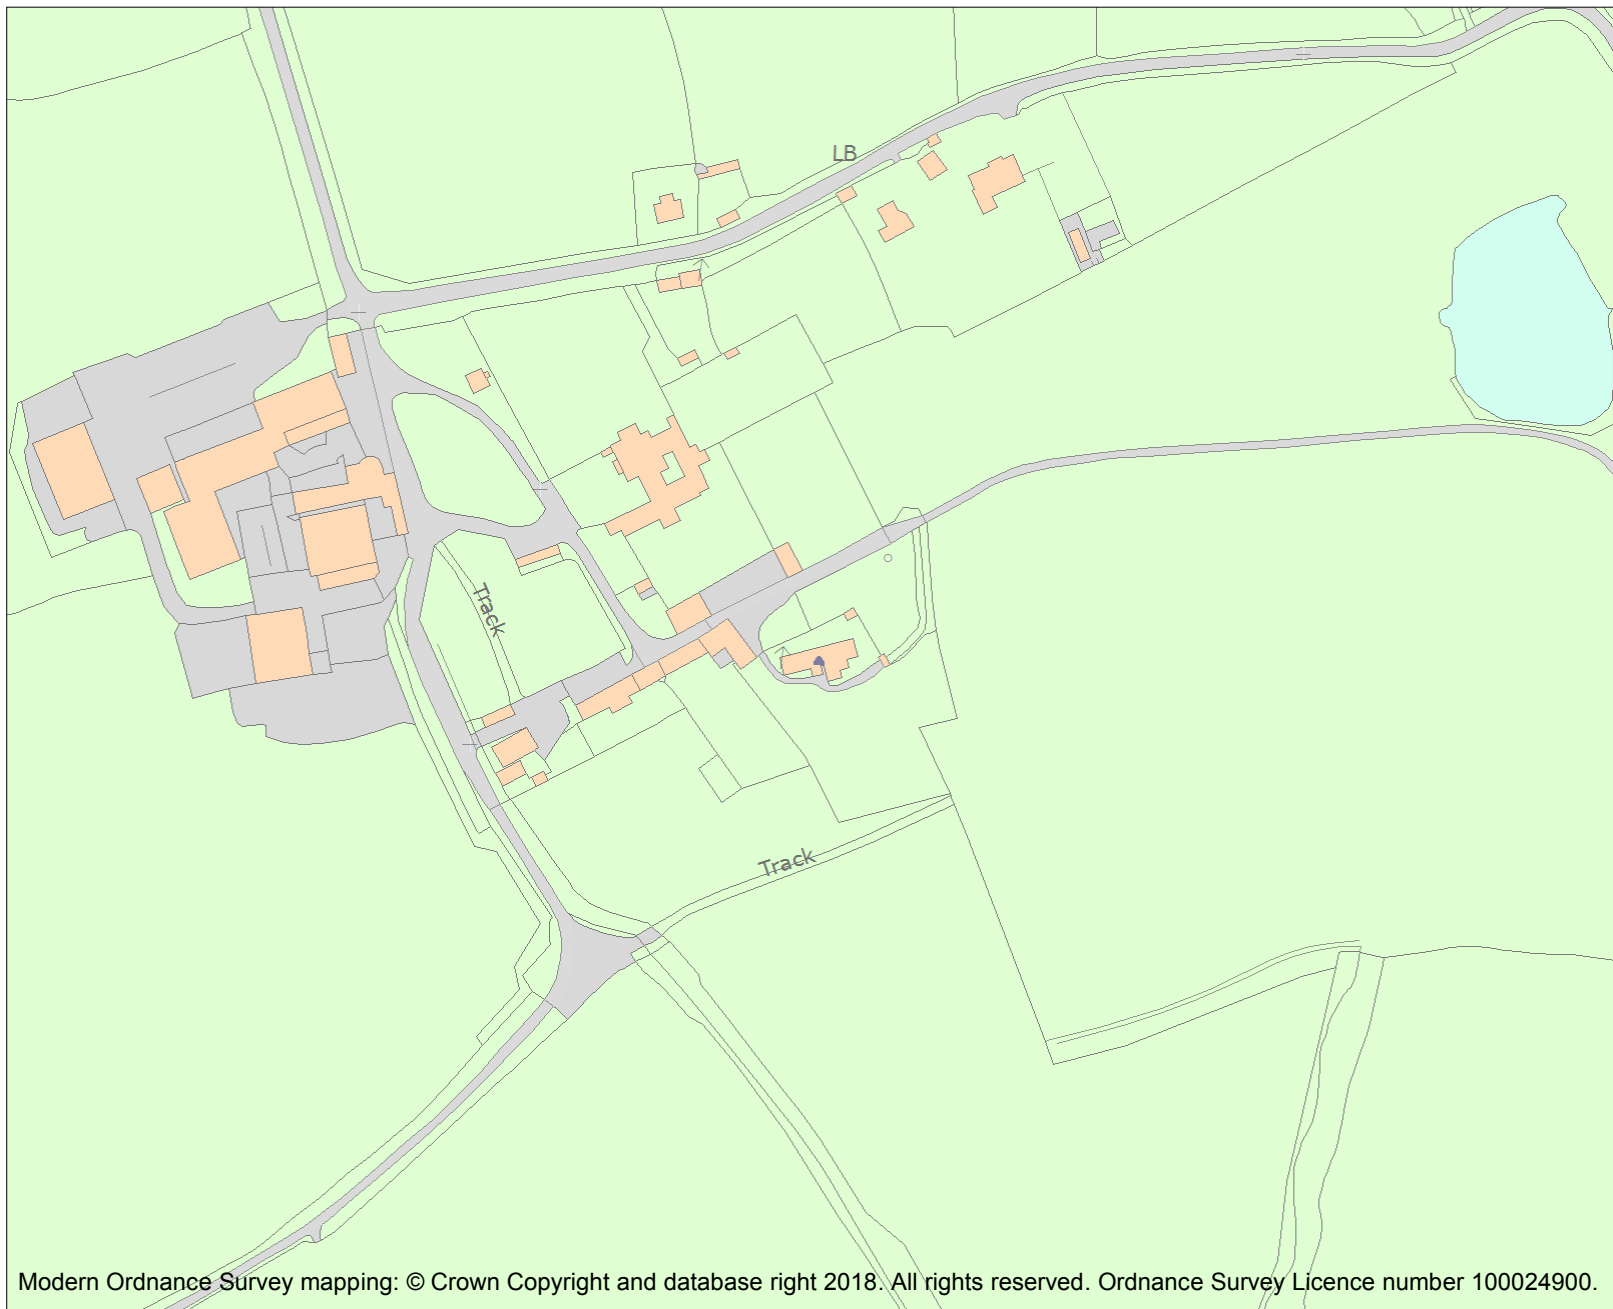 LB
Track
Track
Modern Ordnance Survey mapping: © Crown Copyright and database right 2018. All rights reserved. Ordnance Survey Licence number 100024900.